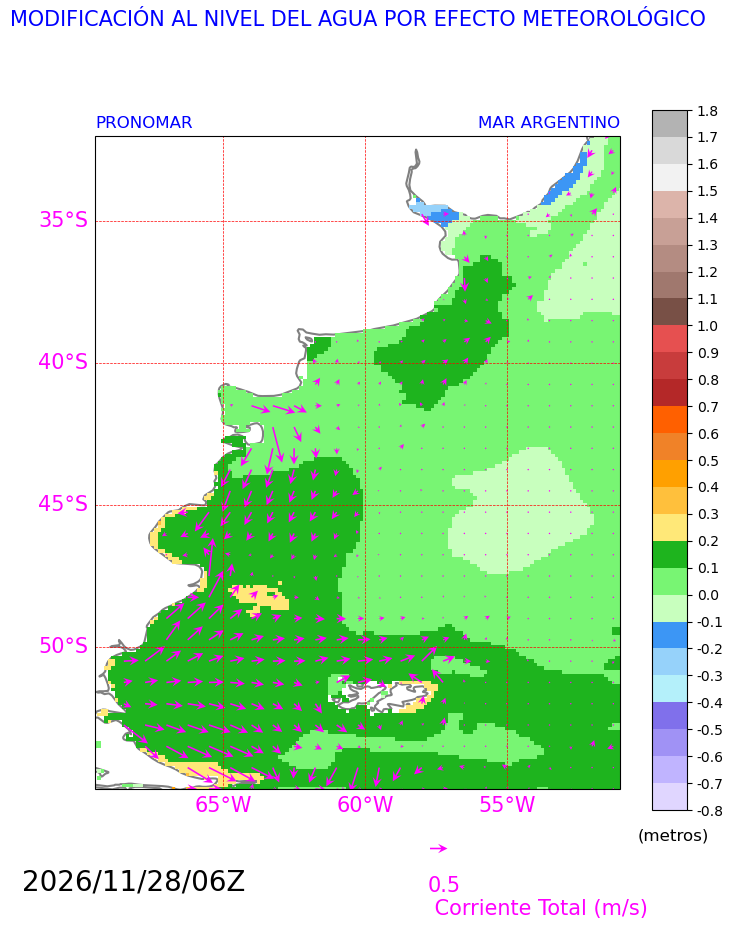 MODIFICACIÓN AL NIVEL DEL AGUA POR EFECTO METEOROLÓGICO
PRONOMAR
MAR ARGENTINO
35°S
40°S
45°S
50°S
65°W
60°W
55°W
1.8
1.7
1.6
1.5
1.4
1.3
1.2
1.1
1.0
0.9
0.8
0.7
0.6
0.5
0.4
0.3
0.2
0.1
0.0
-0.1
-0.2
-0.3
-0.4
-0.5
-0.6
-0.7
-0.8
(metros)
2026/11/28/06Z
0.5
Corriente Total (m/s)